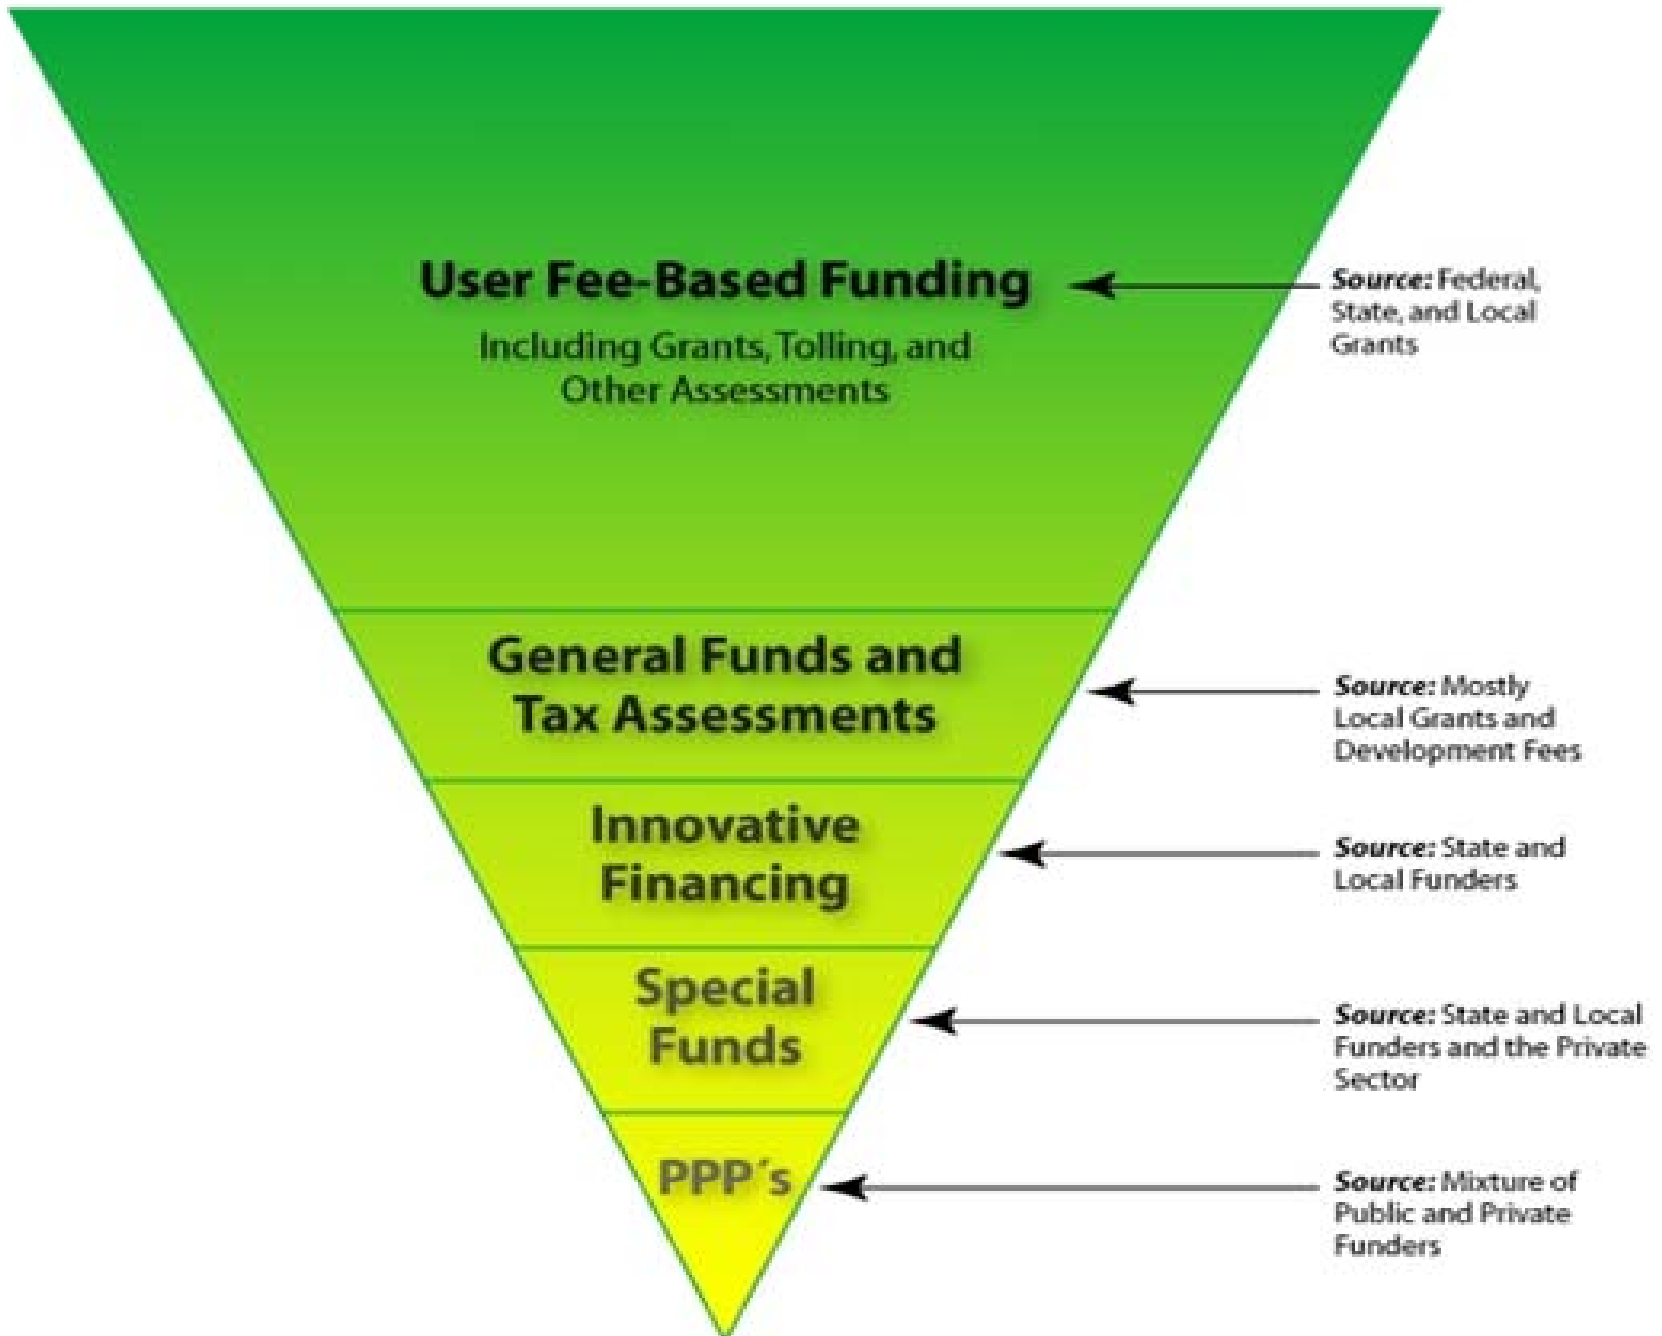 User Fee-Based Funding
Including Grants, Tolling, and
Other Assessments
Source: Federal,
State, and Local
Grants
General Funds and
Tax Assessments
Source: Mostly
Local Grants and
Development Fees
Innovative
Financing
Source: State and
Local Funders
Special
Funds
Source: State and Local
Funders and the Private
Sector
PPP´s
Source: Mixture of
Public and Private
Funders